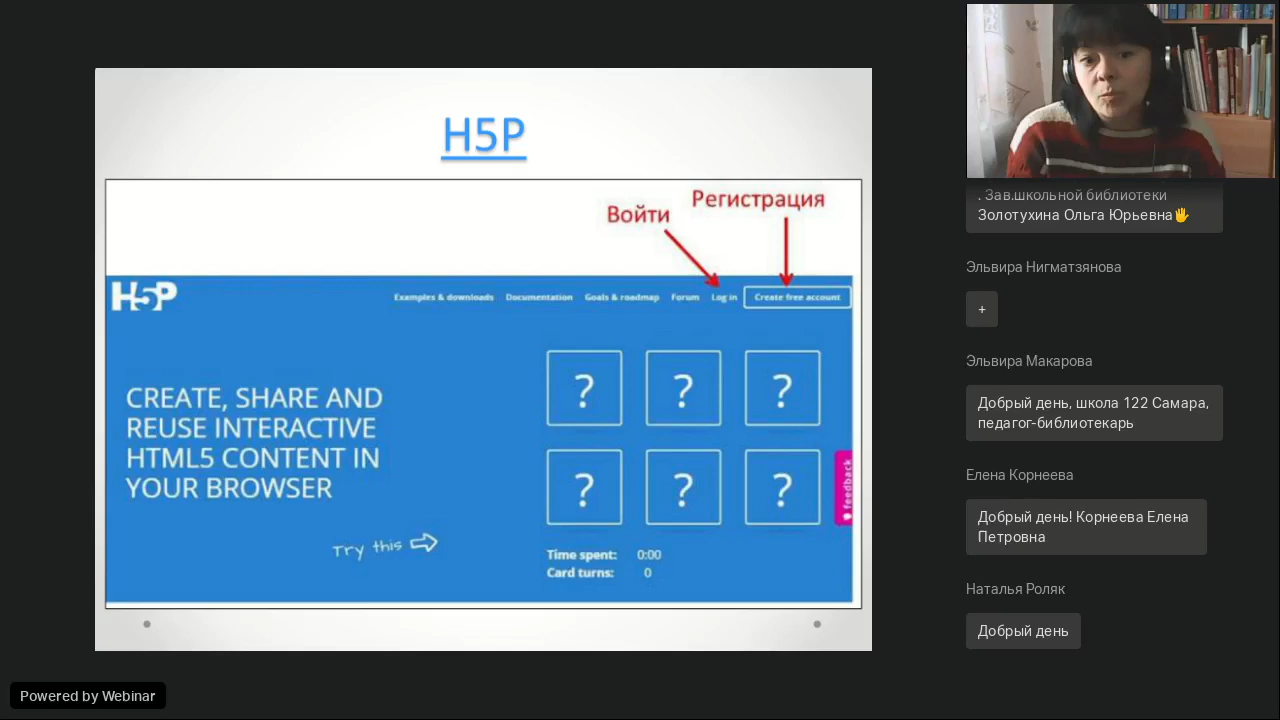 H5P
Войти
Регистрация
H5P
Examples & downloads Documentation Goals & roadmap Forum Log in Create free account
CREATE, SHARE AND
REUSE INTERACTIVE
HTML5 CONTENT IN
YOUR BROWSER
Try this
? ? ?
? ? ?
feedback
Time spent: 0:00
Card turns: 0
. Зав.школьной библиотеки
Золотухина Ольга Юрьевна🖐
Эльвира Нигматзянова
+
Эльвира Макарова
Добрый день, школа 122 Самара,
педагог-библиотекарь
Елена Корнеева
Добрый день! Корнеева Елена
Петровна
Наталья Роляк
Добрый день
Powered by Webinar